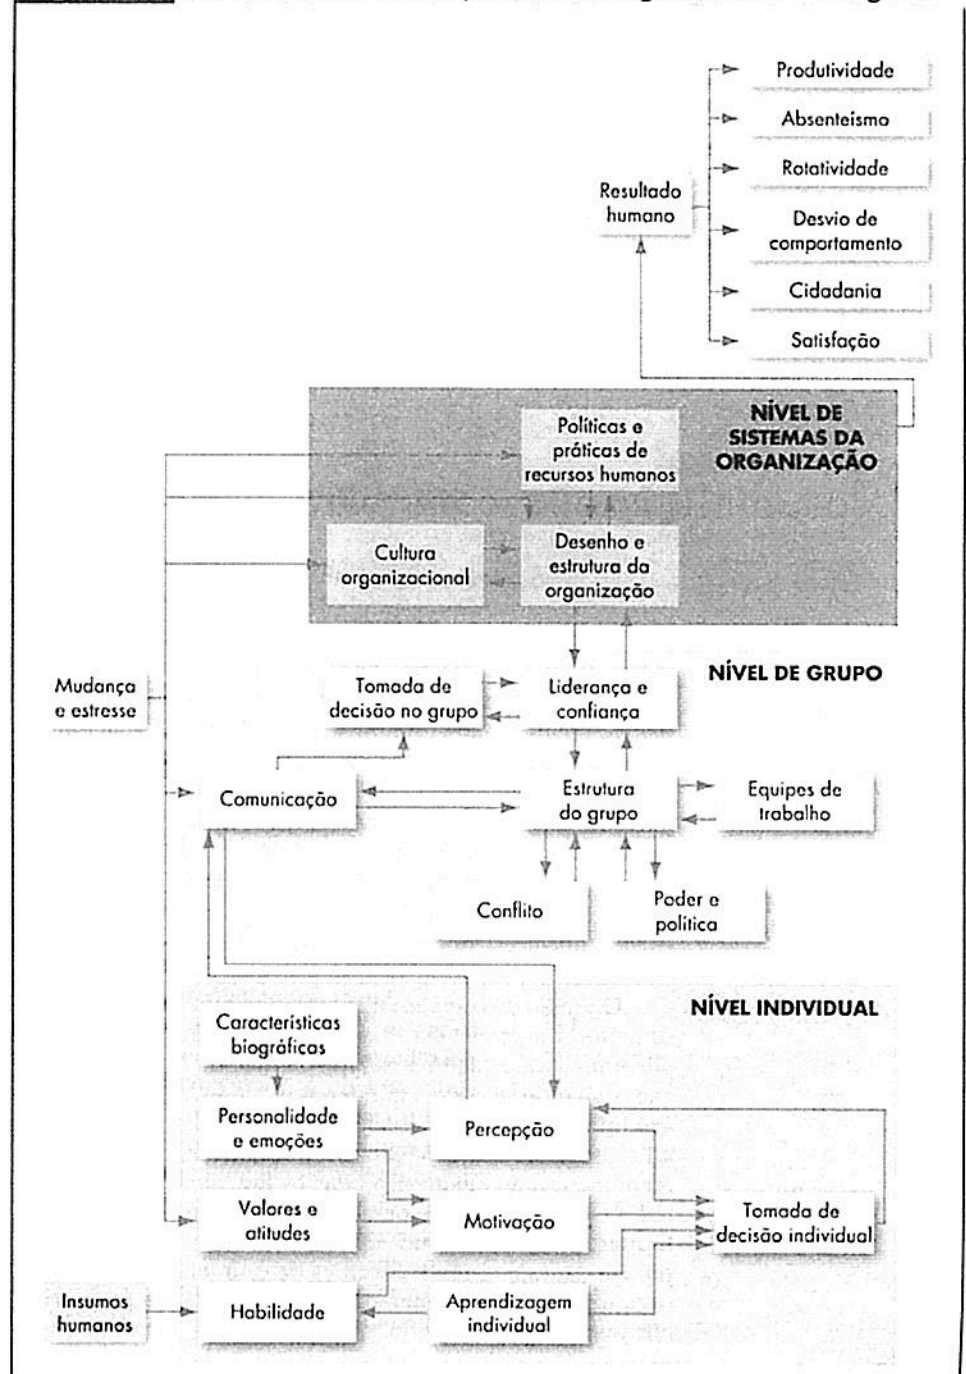 Produtividade
Absenteísmo
Rotatividade
Resultado
humano
Desvio de
comportamento
Cidadania
Satisfação
NÍVEL DE
SISTEMAS DA
ORGANIZAÇÃO
Políticas e
práticas de
recursos humanos
Cultura
organizacional
Desenho e
estrutura da
organização
NÍVEL DE GRUPO
Mudança
e estresse
Tomada de
decisão no grupo
Liderança e
confiança
Comunicação
Estrutura
do grupo
Equipes de
trabalho
Conflito
Poder e
política
NÍVEL INDIVIDUAL
Características
biográficas
Personalidade
e emoções
Percepção
Valores e
atitudes
Motivação
Tomada de
decisão individual
Insumos
humanos
Habilidade
Aprendizagem
individual